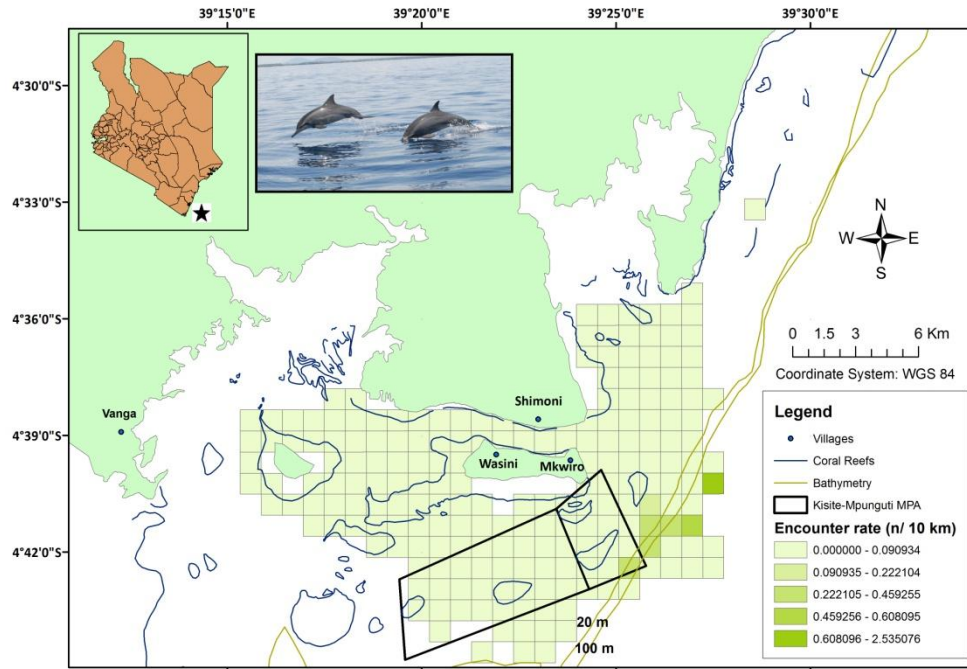 39°15'0"E 39°20'0"E 39°25'0"E 39°30'0"E
4°30'0"S
4°33'0"S
4°36'0"S
4°39'0"S
4°42'0"S
N
W E
S
0 1.5 3 6 Km
Coordinate System: WGS 84
Vanga
Shimoni
Wasini
Mkwiro
20 m
100 m
Legend
Villages
Coral Reefs
Bathymetry
Kisite-Mpunguti MPA
Encounter rate (n/ 10 km)
0.000000 - 0.090934
0.090935 - 0.222104
0.222105 - 0.459255
0.459256 - 0.608095
0.608096 - 2.535076